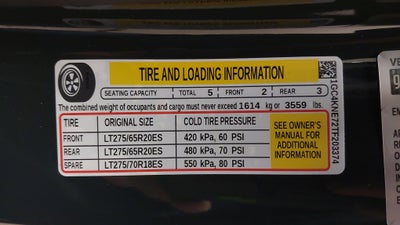 TIRE AND LOADING INFORMATION
SEATING CAPACITY TOTAL 5 FRONT 2 REAR 3
The combined weight of occupants and cargo must never exceed 1614 kg or 3559 lbs.
TIRE ORIGINAL SIZE COLD TIRE PRESSURE
FRONT LT275/65R20ES 420 kPa, 60 PSI
REAR LT275/65R20ES 480 kPa, 70 PSI
SPARE LT275/70R18ES 550 kPa, 80 PSI
SEE OWNER'S
MANUAL FOR
ADDITIONAL
INFORMATION
1GC4KNE72TF203374
VE